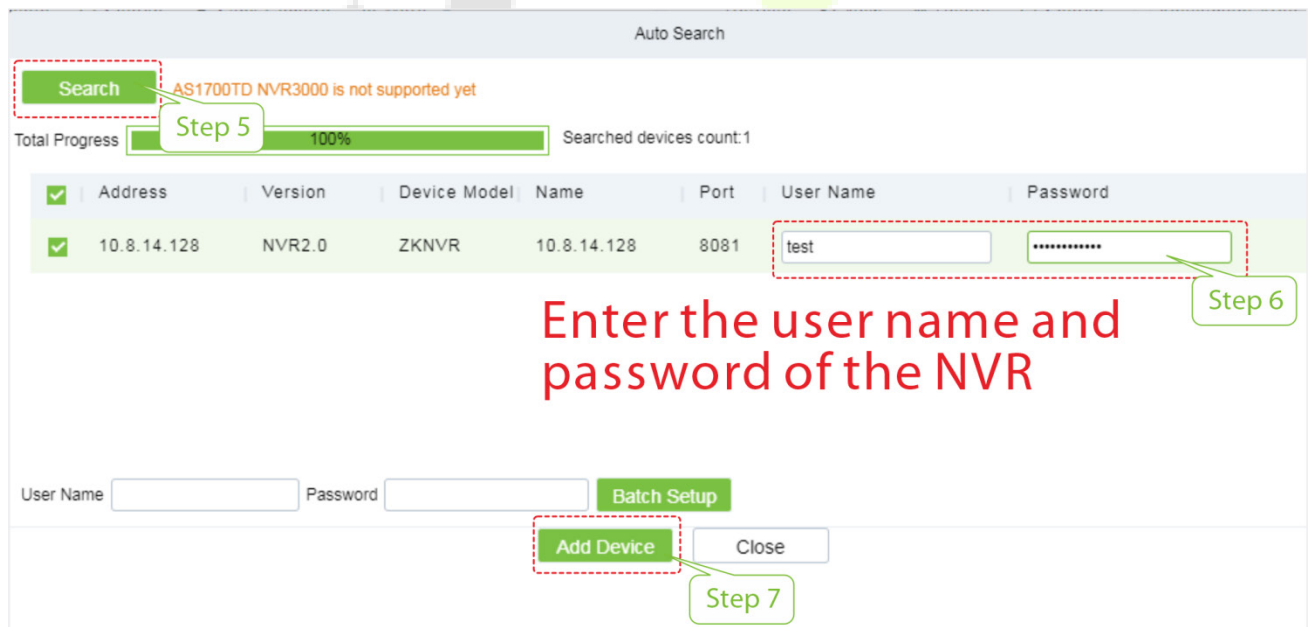 Auto Search
Search AS1700TD NVR3000 is not supported yet
Step 5
Total Progress 100% Searched devices count:1
Address Version Device Model Name Port User Name Password
10.8.14.128 NVR2.0 ZKNVR 10.8.14.128 8081 test ••••••••••••
Step 6
Enter the user name and
password of the NVR
User Name Password Batch Setup
Add Device Close
Step 7